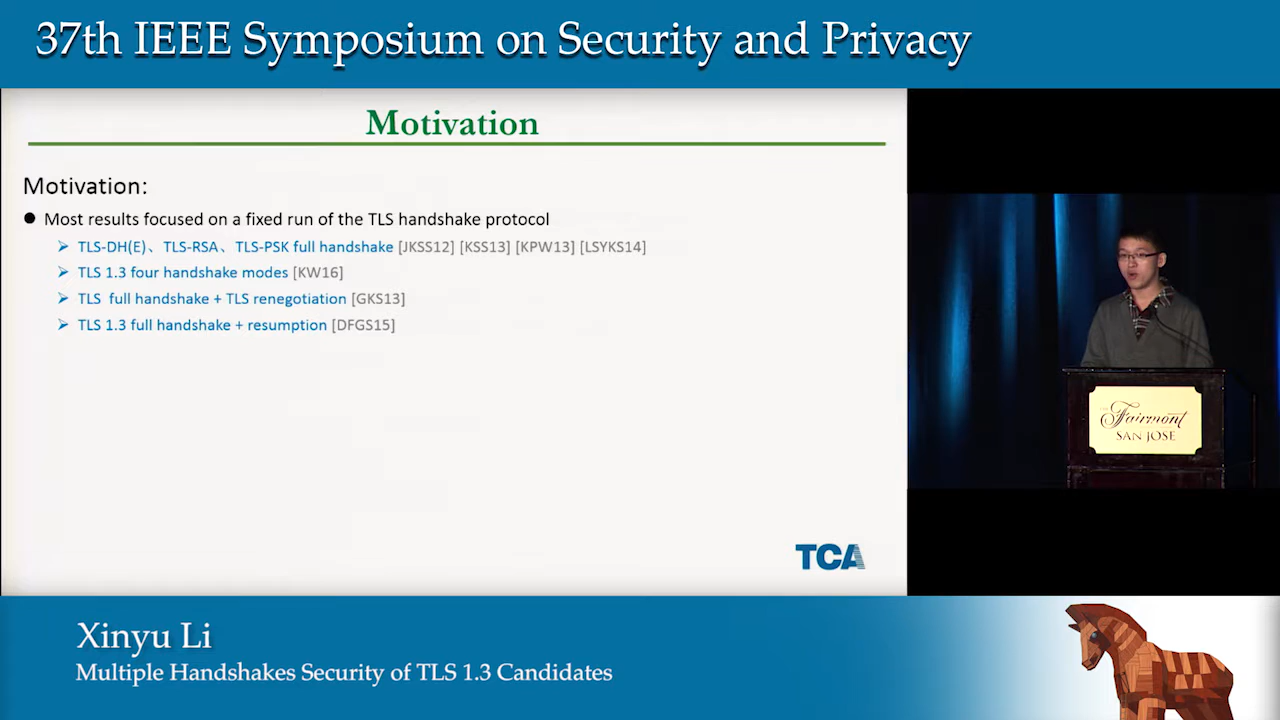 37th IEEE Symposium on Security and Privacy
Motivation
Motivation:
● Most results focused on a fixed run of the TLS handshake protocol
➢ TLS-DH(E)、TLS-RSA、TLS-PSK full handshake [JKSS12] [KSS13] [KPW13] [LSYKS14]
➢ TLS 1.3 four handshake modes [KW16]
➢ TLS full handshake + TLS renegotiation [GKS13]
➢ TLS 1.3 full handshake + resumption [DFGS15]
TCA
Fairmont
SAN JOSE
Xinyu Li
Multiple Handshakes Security of TLS 1.3 Candidates